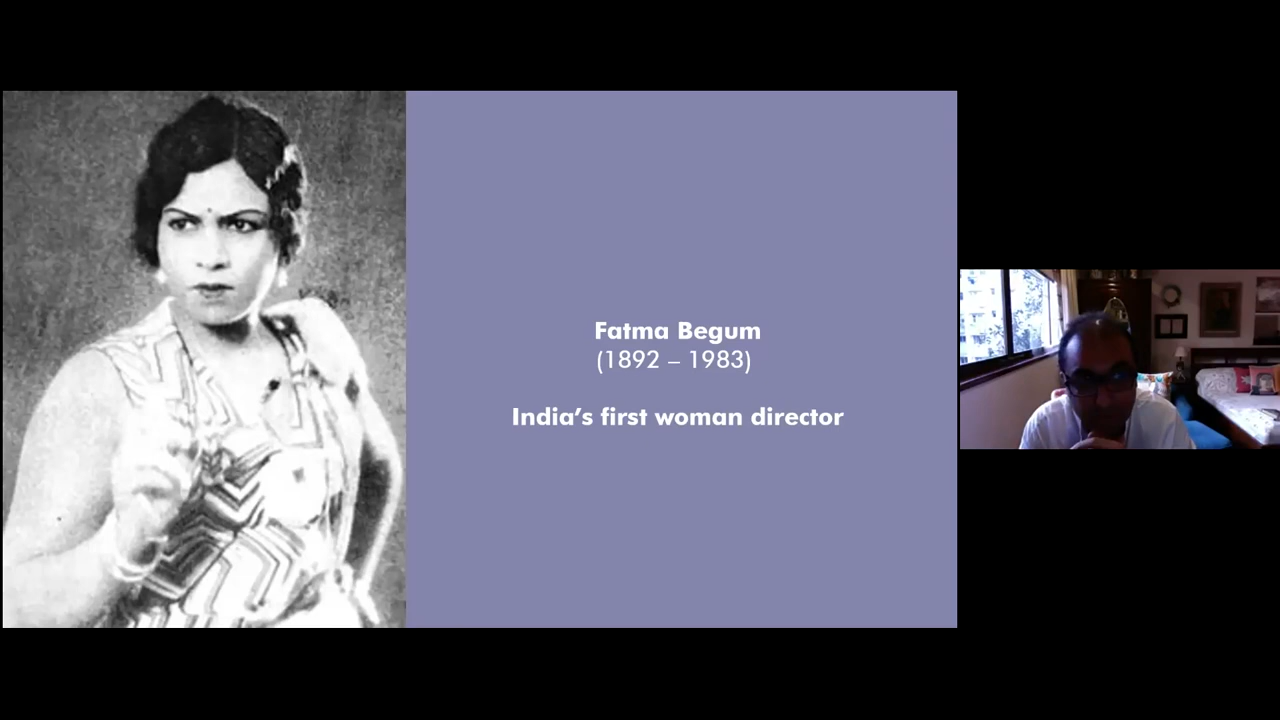 Fatma Begum
(1892 – 1983)
India's first woman director